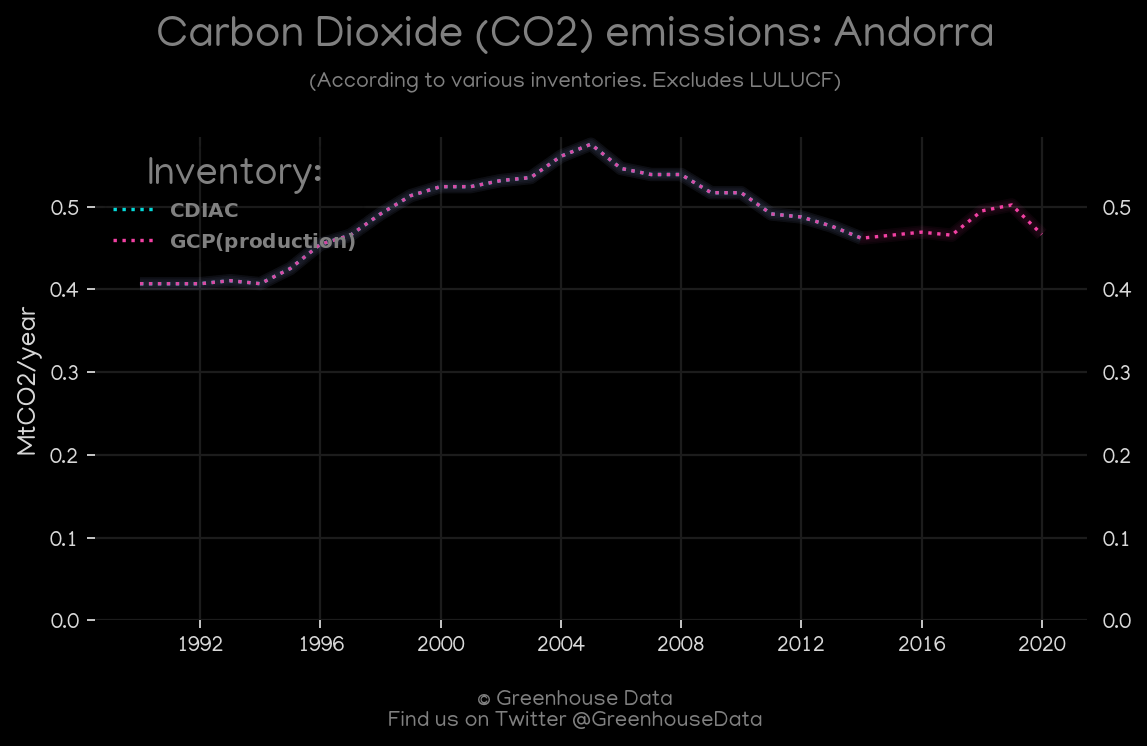 Carbon Dioxide (CO2) emissions: Andorra
(According to various inventories. Excludes LULUCF)
Inventory:
CDIAC
GCP(production)
MtCO2/year
0.5
0.4
0.3
0.2
0.1
0.0
0.5
0.4
0.3
0.2
0.1
0.0
1992 1996 2000 2004 2008 2012 2016 2020
© Greenhouse Data
Find us on Twitter @GreenhouseData